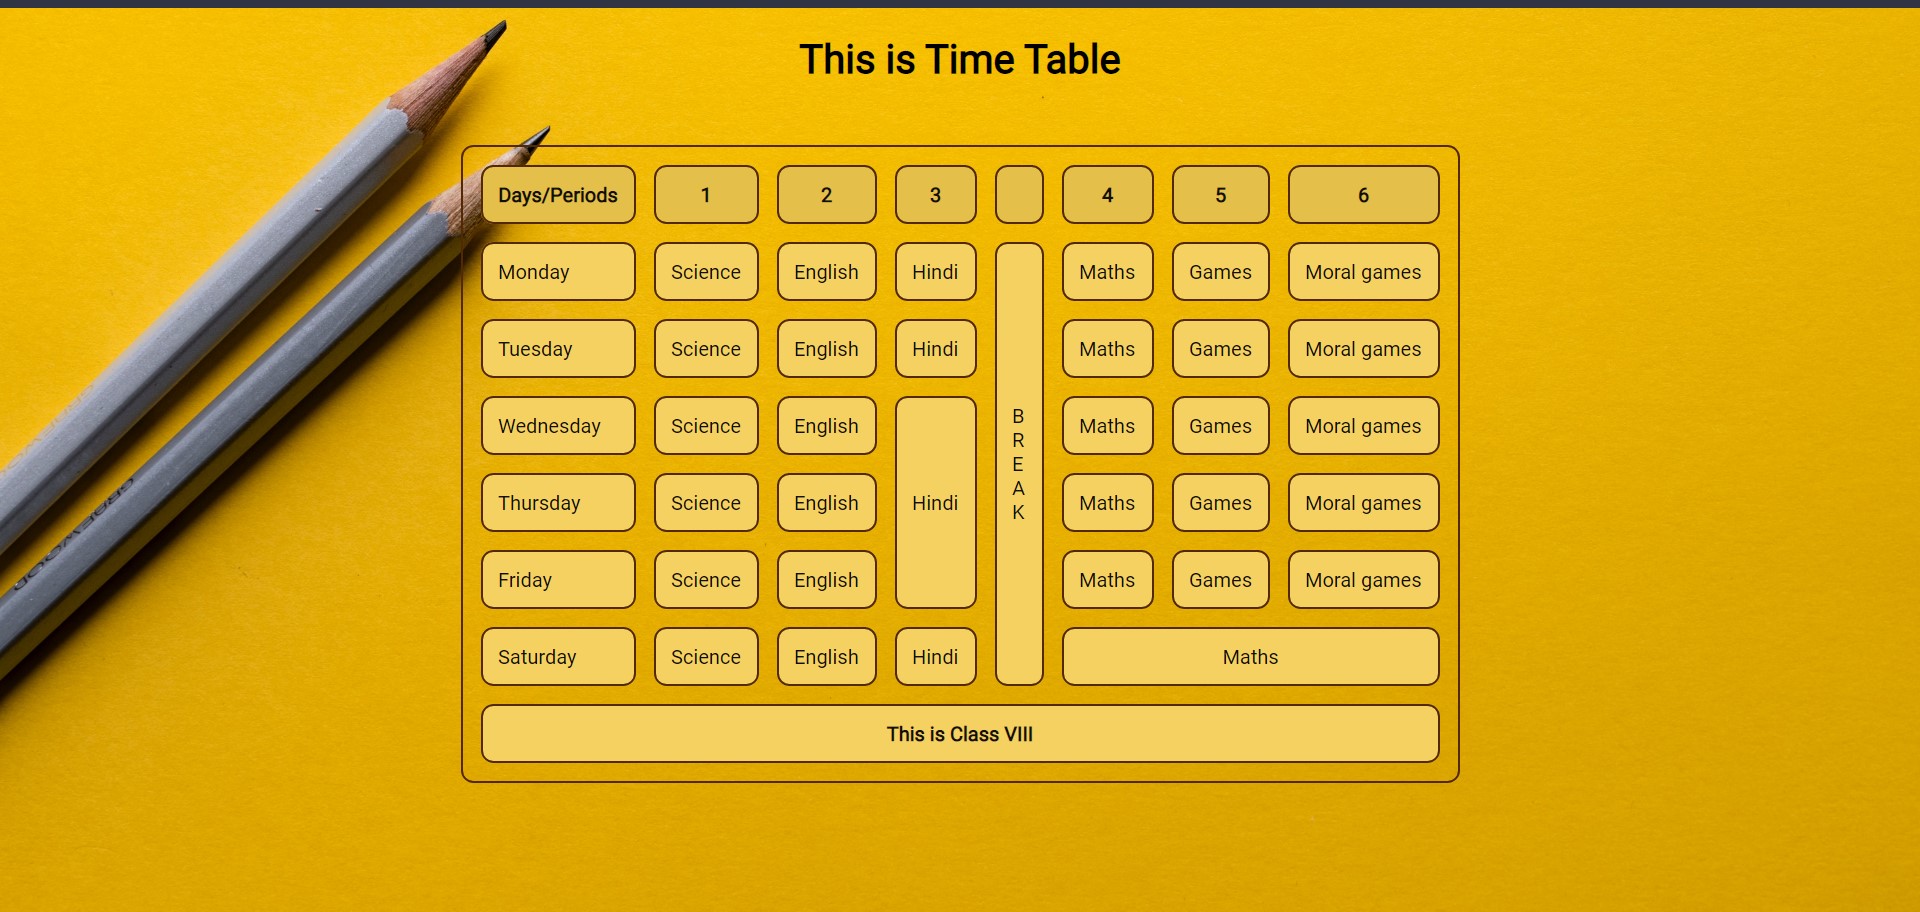 This is Time Table
Days/Periods 1 2 3 4 5 6
Monday Science English Hindi Maths Games Moral games
Tuesday Science English Hindi Maths Games Moral games
Wednesday Science English Maths Games Moral games
B
R
E
A
K
Thursday Science English Hindi Maths Games Moral games
Friday Science English Maths Games Moral games
Saturday Science English Hindi Maths
This is Class VIII